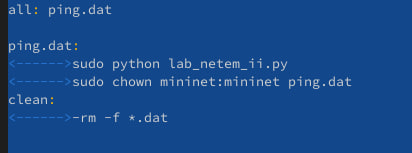 all: ping.dat
ping.dat:
<------>sudo python lab_netem_ii.py
<------>sudo chown mininet:mininet ping.dat
clean:
<------>-rm -f *.dat